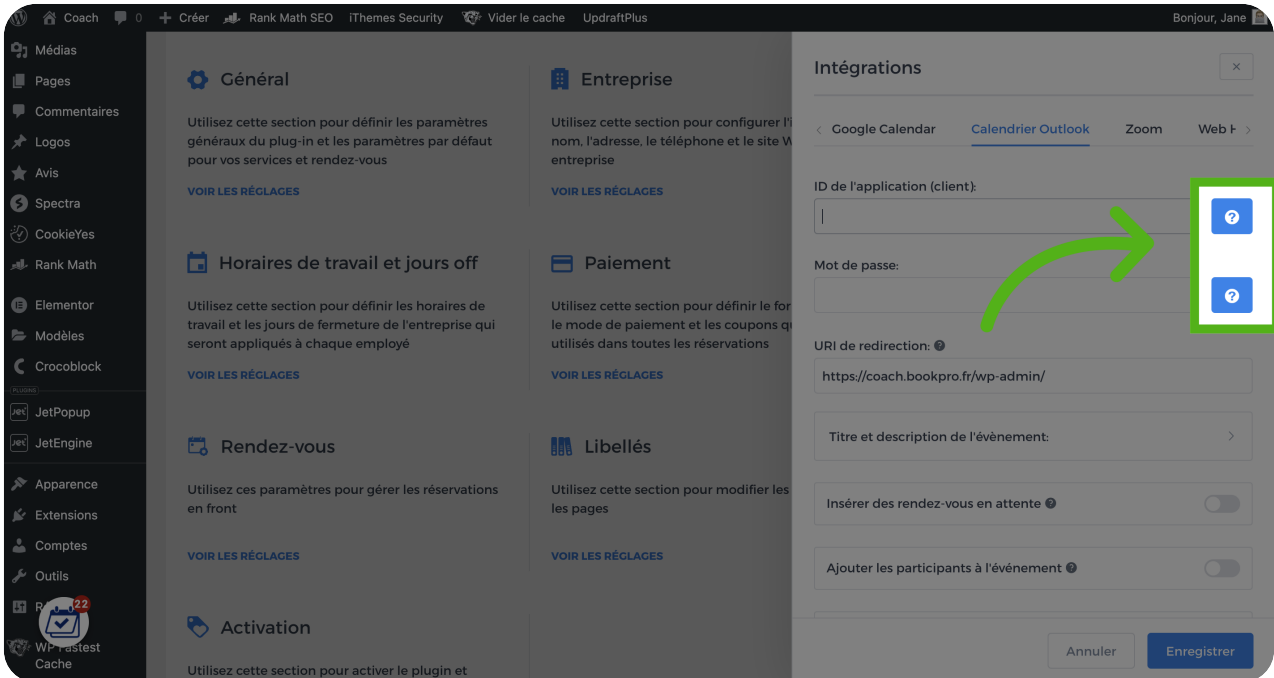 Coach
0
Créer
Rank Math SEO
iThemes Security
Vider le cache
UpdraftPlus
Bonjour, Jane
Médias
Pages
Commentaires
Logos
Avis
Spectra
CookieYes
Rank Math
Elementor
Modèles
Crocoblock
PLUGINS
Jet
JetPopup
Jet
JetEngine
Apparence
Extensions
Comptes
Outils
R
22
WP Fastest
Cache
Général
Utilisez cette section pour définir les paramètres
généraux du plug-in et les paramètres par défaut
pour vos services et rendez-vous
VOIR LES RÉGLAGES
Entreprise
Utilisez cette section pour configurer l'i
nom, l'adresse, le téléphone et le site W
entreprise
VOIR LES RÉGLAGES
Horaires de travail et jours off
Utilisez cette section pour définir les horaires de
travail et les jours de fermeture de l'entreprise qui
seront appliqués à chaque employé
VOIR LES RÉGLAGES
Paiement
Utilisez cette section pour définir le for
le mode de paiement et les coupons qu
utilisés dans toutes les réservations
VOIR LES RÉGLAGES
Rendez-vous
Utilisez ces paramètres pour gérer les réservations
en front
VOIR LES RÉGLAGES
Libellés
Utilisez cette section pour modifier les
les pages
VOIR LES RÉGLAGES
Activation
Utilisez cette section pour activer le plugin et
Intégrations
×
Google Calendar
Calendrier Outlook
Zoom
Web H
ID de l'application (client):
?
Mot de passe:
?
URI de redirection: ?
https://coach.bookpro.fr/wp-admin/
Titre et description de l'évènement:
Insérer des rendez-vous en attente ?
Ajouter les participants à l'événement ?
Annuler
Enregistrer